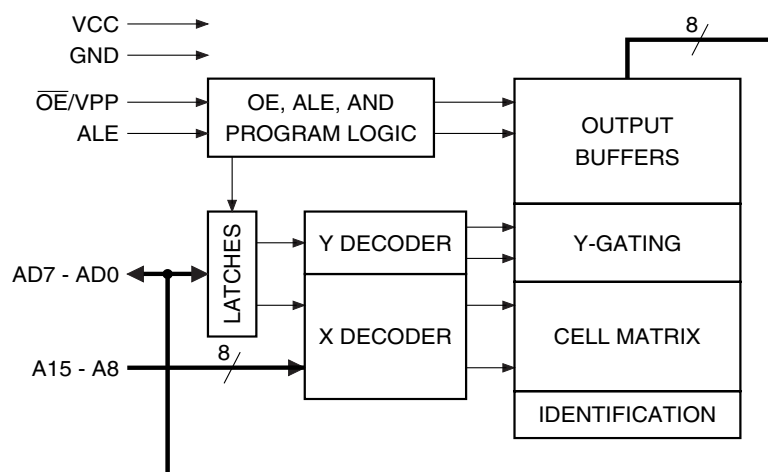 VCC
GND
OE/VPP
ALE
OE, ALE, AND
PROGRAM LOGIC
8
OUTPUT
BUFFERS
LATCHES
Y DECODER
Y-GATING
AD7 - AD0
X DECODER
CELL MATRIX
8
A15 - A8
IDENTIFICATION